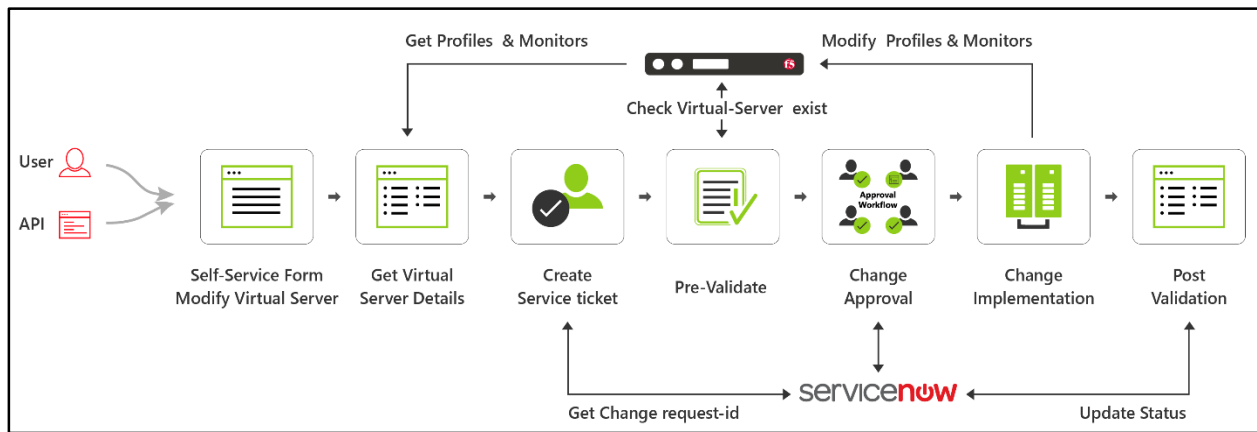 Get Profiles & Monitors
Modify Profiles & Monitors
f5
Check Virtual-Server exist
User
API
Approval
Workflow
Self-Service Form
Modify Virtual Server
Get Virtual
Server Details
Create
Service ticket
Pre-Validate
Change
Approval
Change
Implementation
Post
Validation
servicenow
Get Change request-id
Update Status